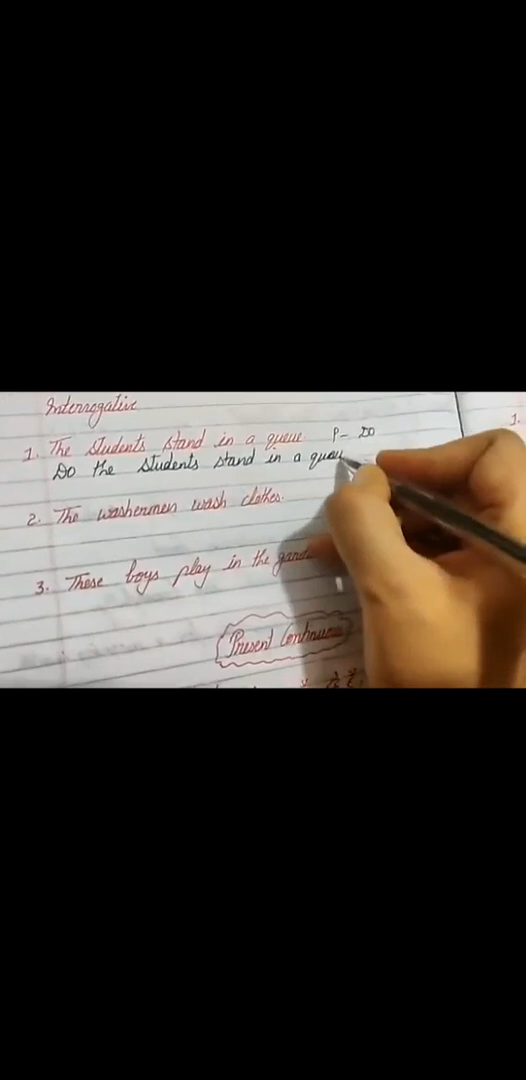 Interrogative
1. The students stand in a queue P- DO
Do the students stand in a
2. The washermen wash clothes.
3. These boys play in the
Present Continuous
1.